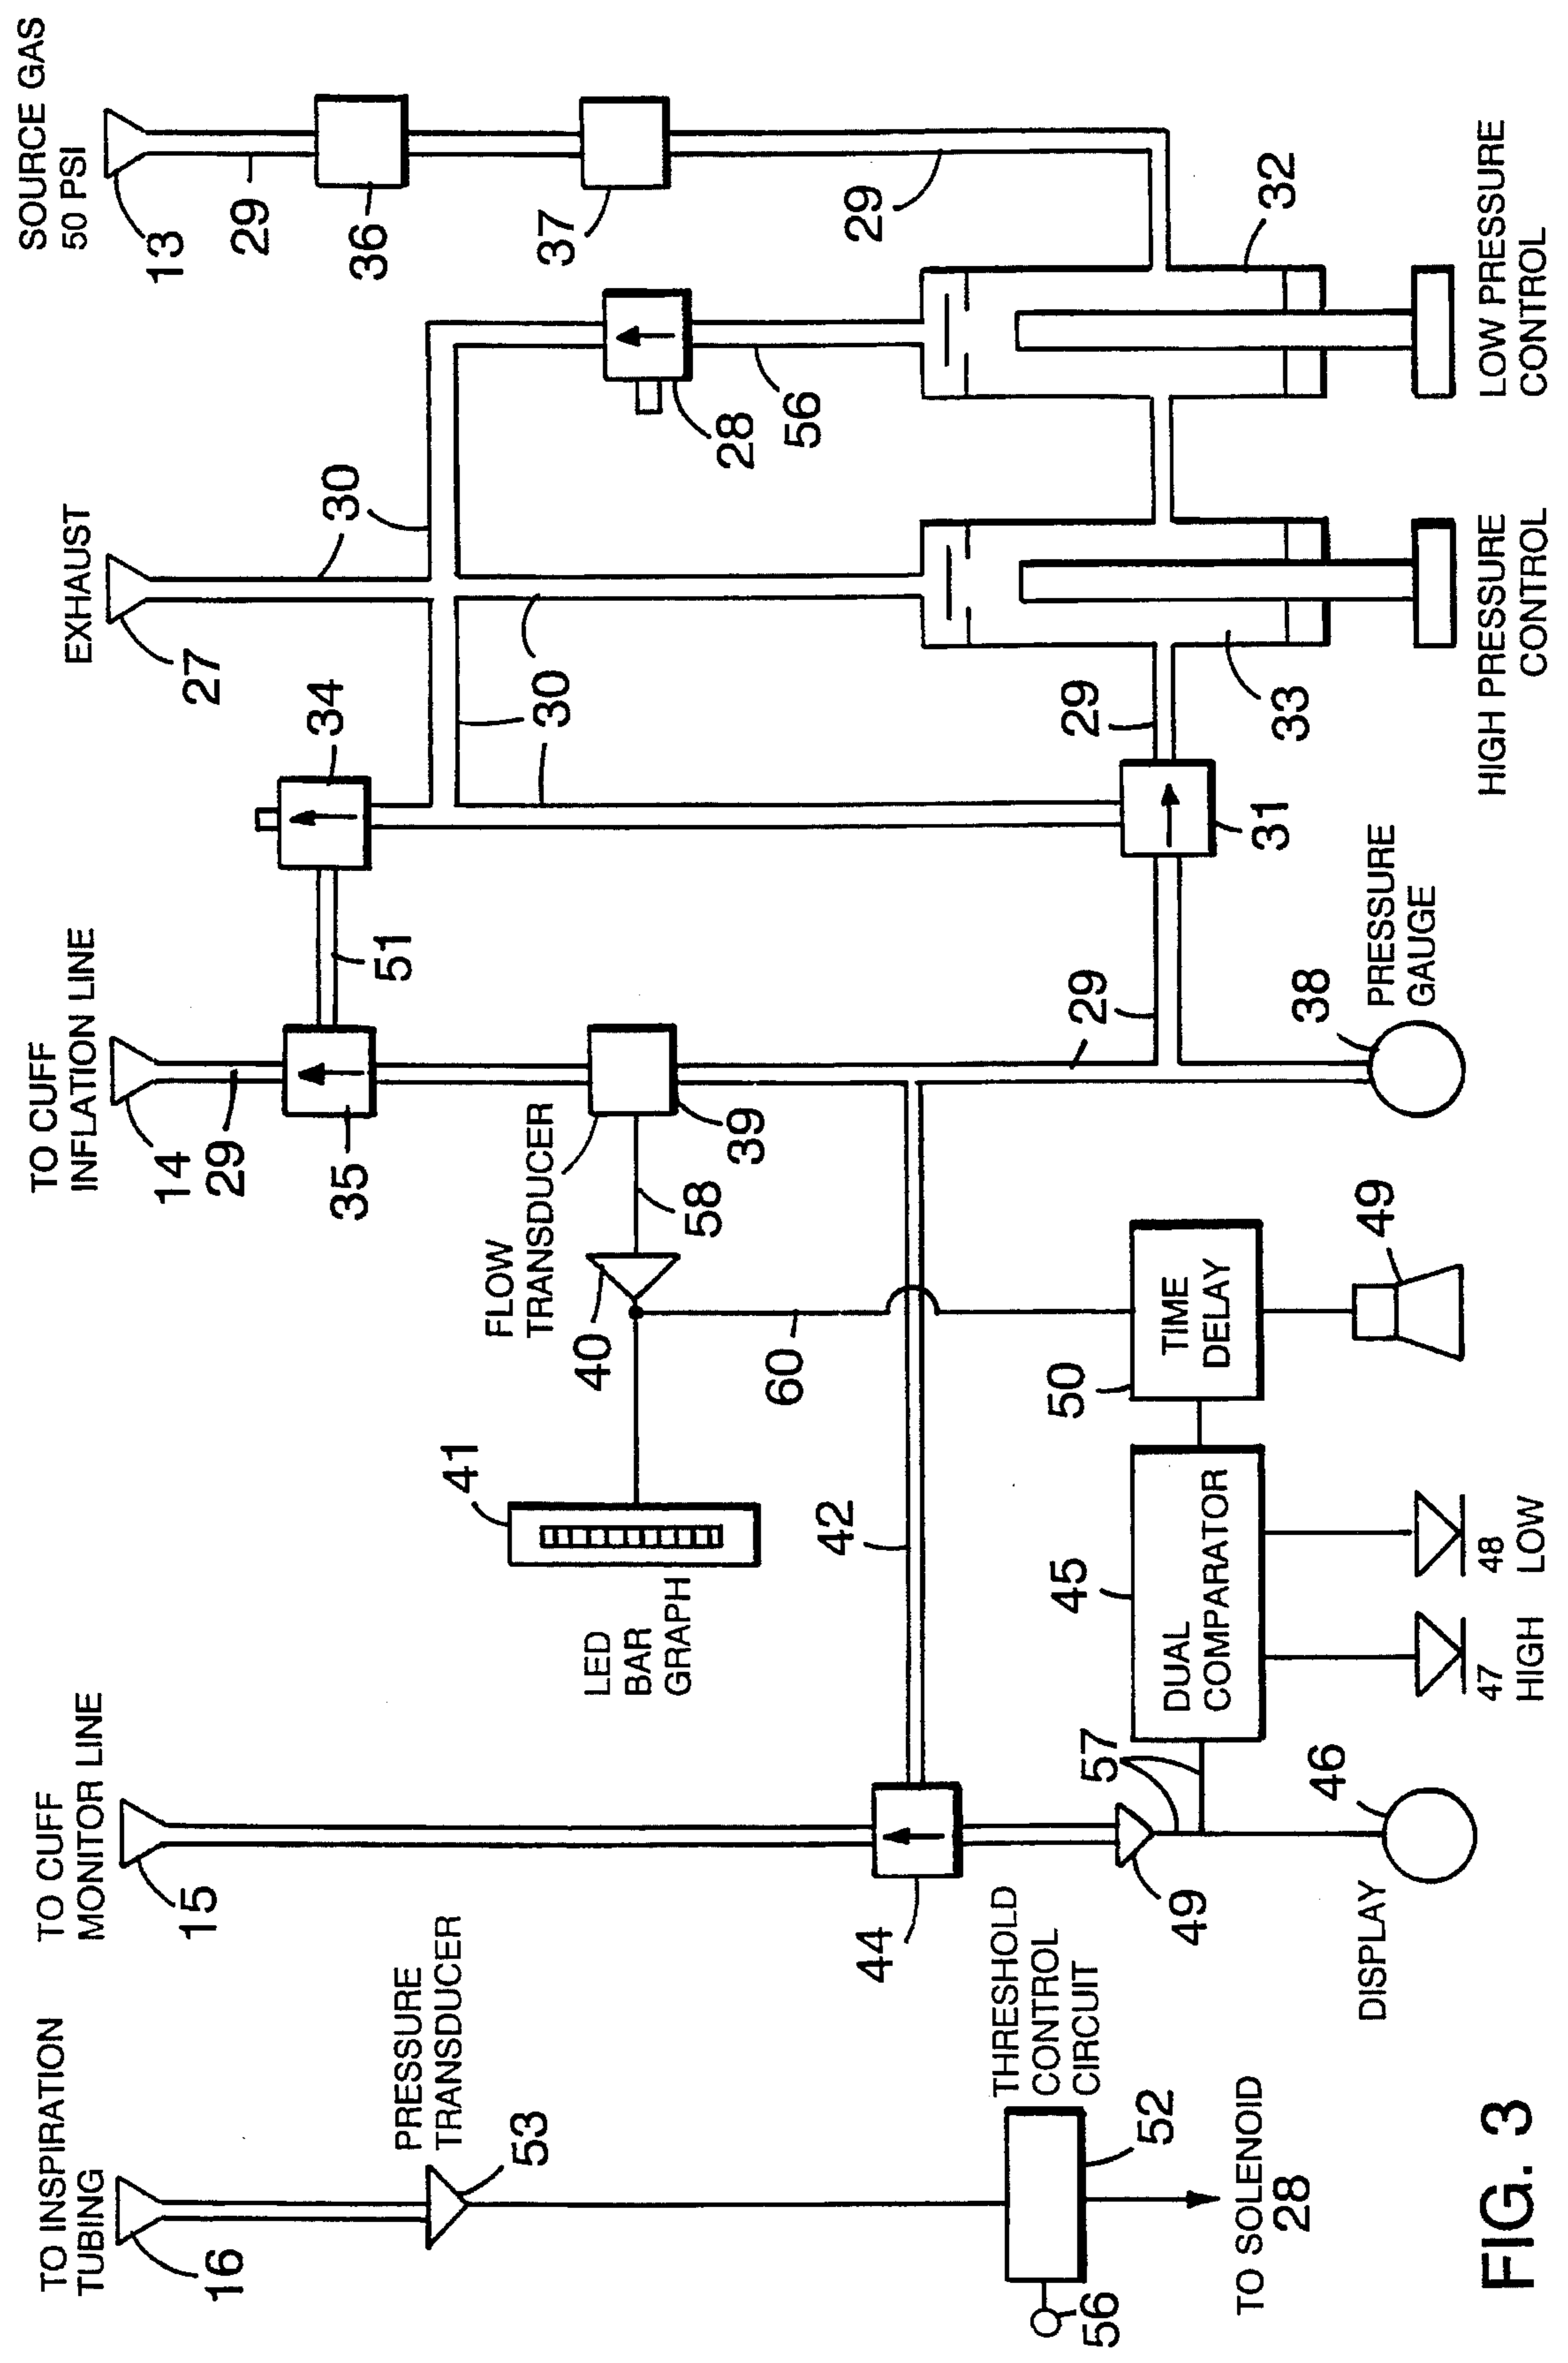 TO INSPIRATION
TUBING
16
PRESSURE
TRANSDUCER
53
THRESHOLD
CONTROL
CIRCUIT
52
56
TO SOLENOID
28
TO CUFF
MONITOR LINE
15
44
49
57
DISPLAY
46
42
LED
BAR
GRAPH
41
40
FLOW
TRANSDUCER
58
39
60
45
DUAL
COMPARATOR
47
HIGH
48
LOW
50
TIME
DELAY
49
TO CUFF
INFLATION LINE
14
29
35
51
34
29
38
PRESSURE
GAUGE
31
30
29
EXHAUST
27
30
33
HIGH PRESSURE
CONTROL
28
56
SOURCE GAS
50 PSI
13
29
36
37
29
32
LOW PRESSURE
CONTROL
FIG. 3